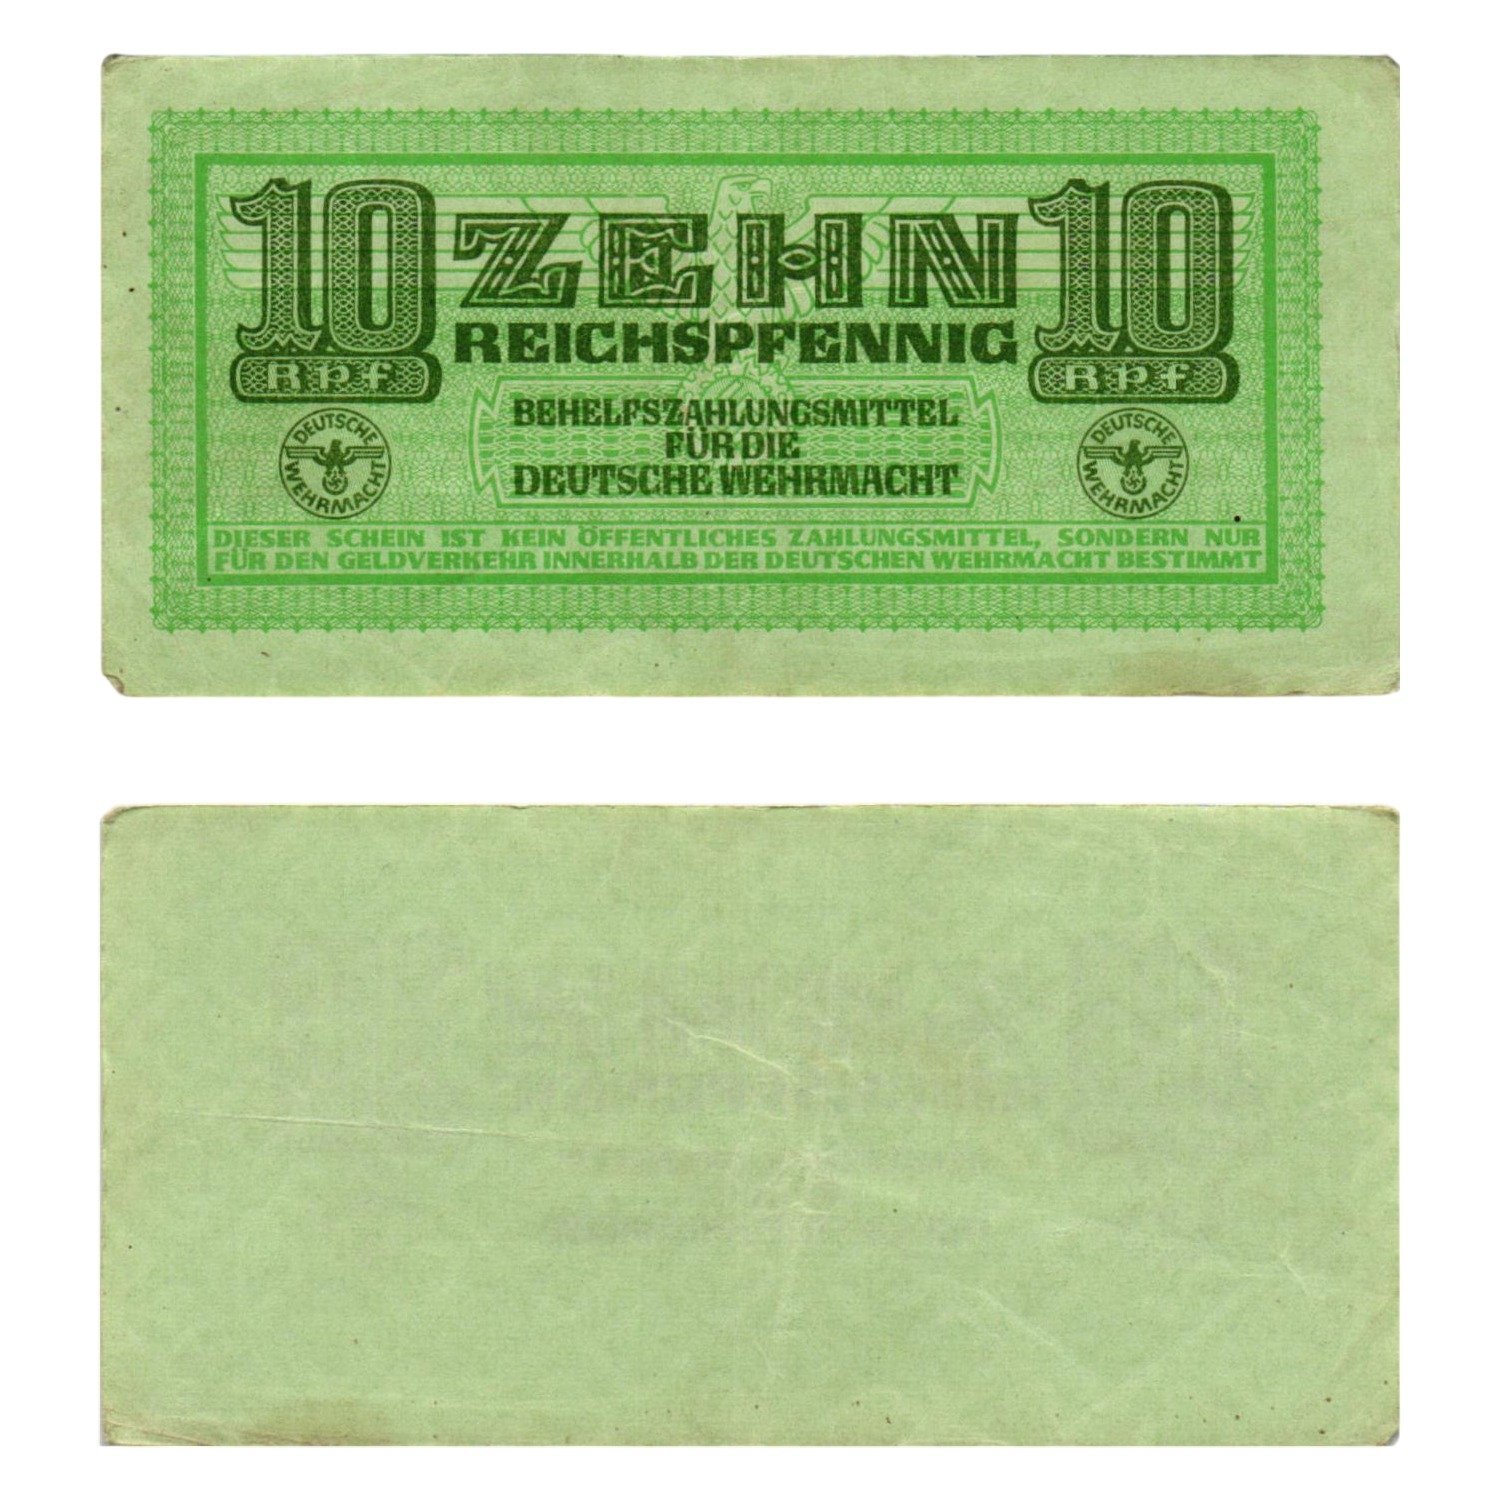 10 ZEHN 10
REICHSPFENNIG
Rpf Rpf
BEHELFSZAHLUNGSMITTEL
FÜR DIE
DEUTSCHE WEHRMACHT
DEUTSCHE WEHRMACHT
DEUTSCHE WEHRMACHT
DIESER SCHEIN IST KEIN ÖFFENTLICHES ZAHLUNGSMITTEL, SONDERN NUR
FÜR DEN GELDVERKEHR INNERHALB DER DEUTSCHEN WEHRMACHT BESTIMMT